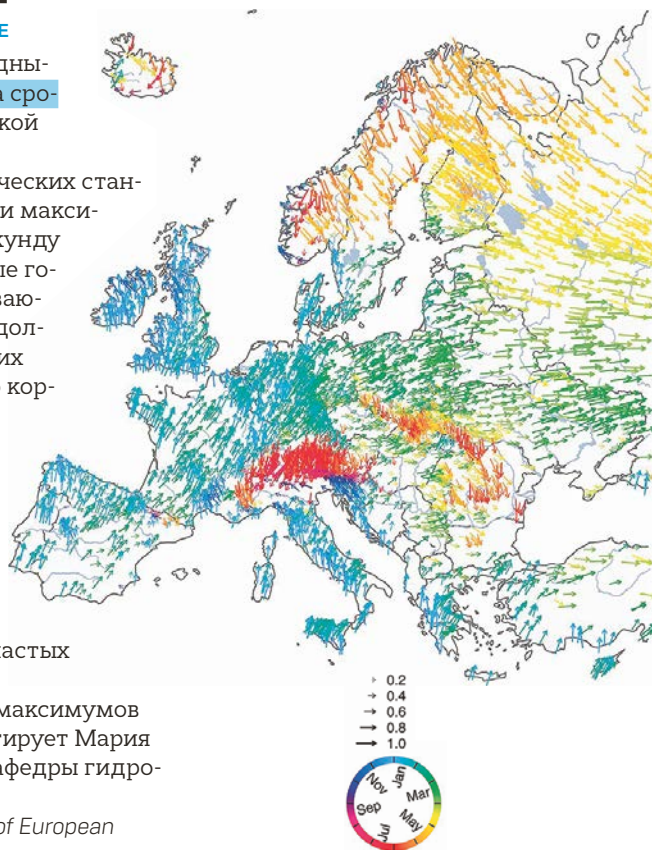 E
дны-
а сро-
кой
ческих стан-
и макси-
кунду
ые го-
ваю-
дол-
их
кор-
частых
максимумов
тирует Мария
афедры гидро-
of European
0.2
0.4
0.6
0.8
1.0
Jan
Mar
May
Jul
Sep
Nov